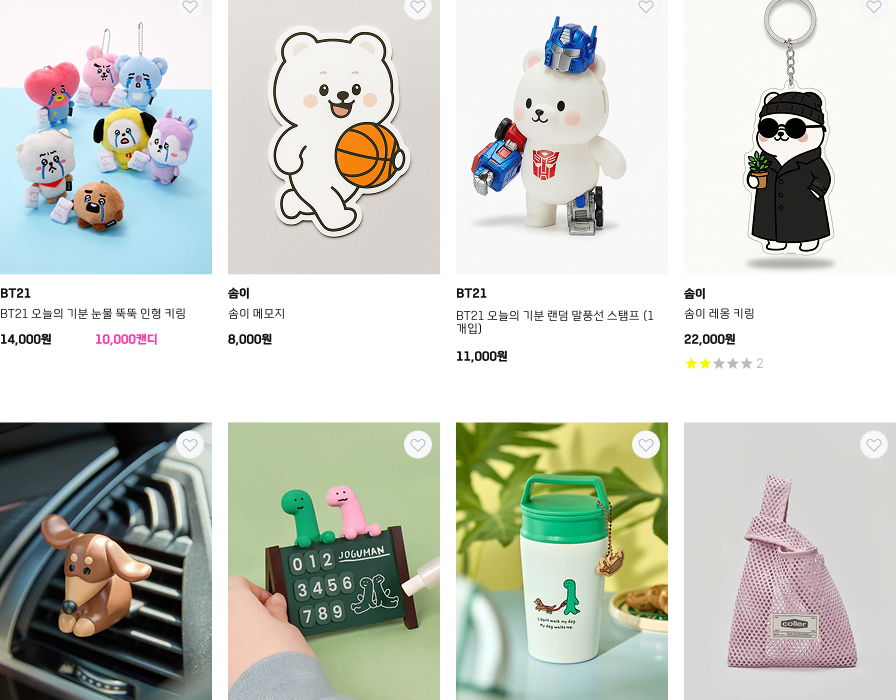 BT21
BT21 오늘의 기분 눈물 뚝뚝 인형 키링
14,000원 10,000캔디
솜이
솜이 메모지
8,000원
BT21
BT21 오늘의 기분 랜덤 말풍선 스탬프 (1
개입)
11,000원
솜이
솜이 레옹 키링
22,000원
2
0 1 2 JOGUMAN
3 4 5 6
7 8 9
I don't walk my dog
My dog walks me.
coller